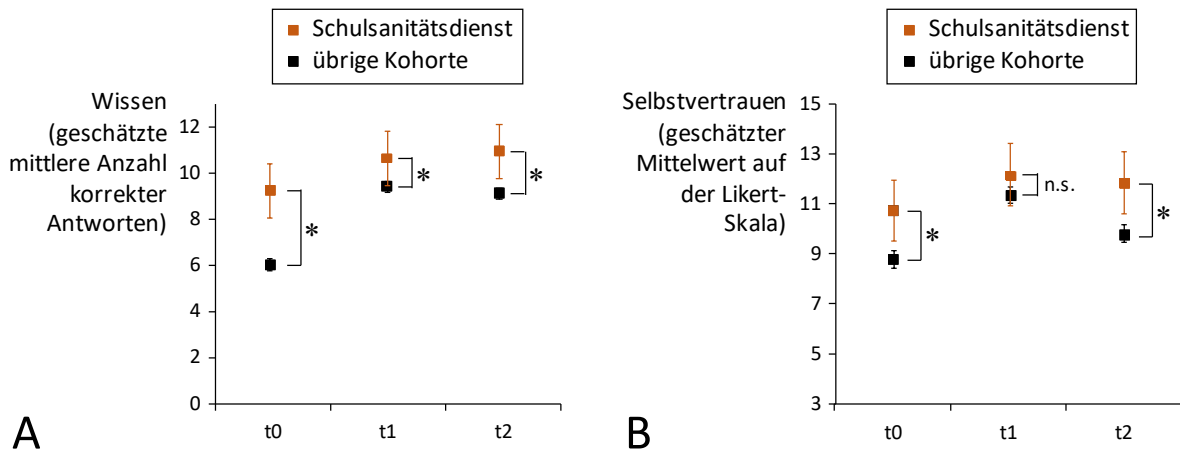 Schulsanitätsdienst
übrige Kohorte
Wissen
(geschätzte
mittlere Anzahl
korrekter
Antworten)
12
10
8
6
4
2
0
*
*
*
t0
t1
t2
A
Schulsanitätsdienst
übrige Kohorte
Selbstvertrauen
(geschätzter
Mittelwert auf
der Likert-
Skala)
15
13
11
9
7
5
3
*
n.s.
*
t0
t1
t2
B